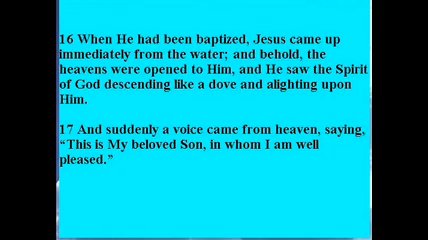 16 When He had been baptized, Jesus came up
immediately from the water; and behold, the
heavens were opened to Him, and He saw the Spirit
of God descending like a dove and alighting upon
Him.
17 And suddenly a voice came from heaven, saying,
“This is My beloved Son, in whom I am well
pleased.”